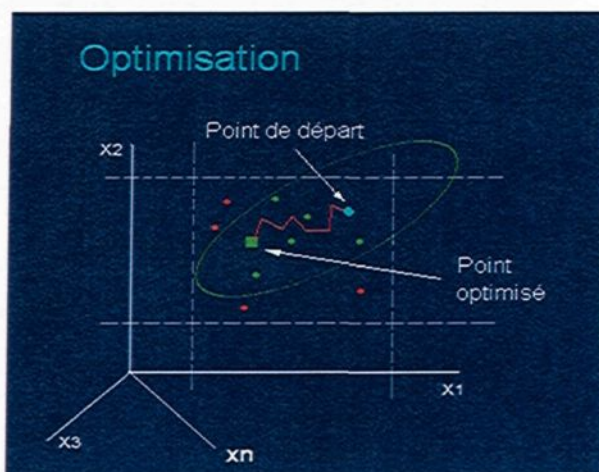 Optimisation
Point de départ
X2
Point
optimisé
X1
X3
xn